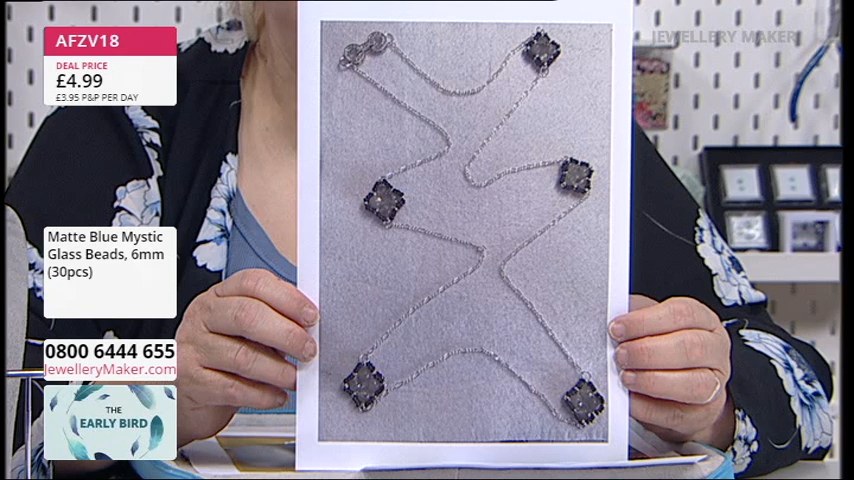 AFZV18
DEAL PRICE
£4.99
£3.95 P&P PER DAY
JEWELLERY MAKER
Matte Blue Mystic
Glass Beads, 6mm
(30pcs)
0800 6444 655
JewelleryMaker.com
THE
EARLY BIRD